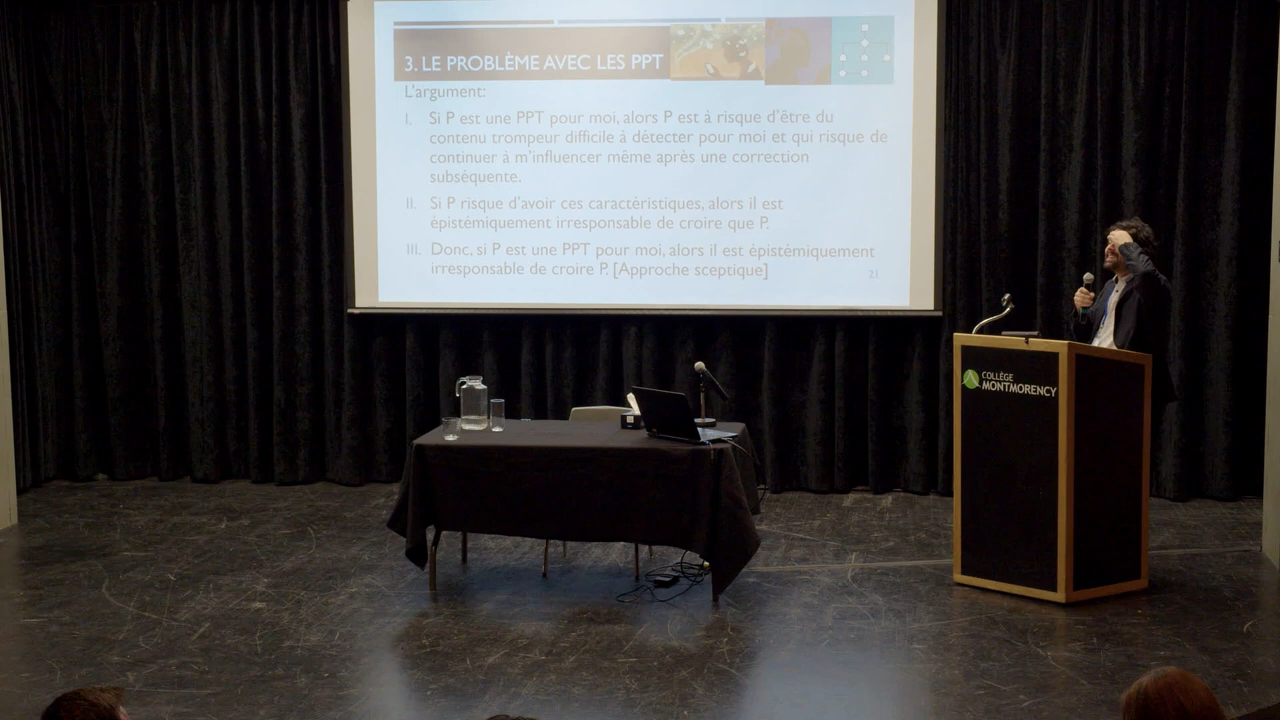 3. LE PROBLÈME AVEC LES PPT
L'argument:
I. Si P est une PPT pour moi, alors P est à risque d'être du
contenu trompeur difficile à détecter pour moi et qui risque de
continuer à m'influencer même après une correction
subséquente.
II. Si P risque d'avoir ces caractéristiques, alors il est
épistémiquement irresponsable de croire que P.
III. Donc, si P est une PPT pour moi, alors il est épistémiquement
irresponsable de croire P. [Approche sceptique]
21
COLLÈGE
MONTMORENCY